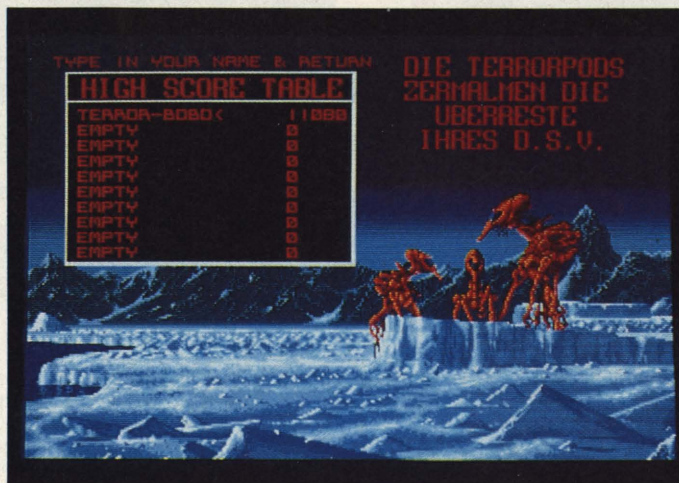 TYPE IN YOUR NAME & RETURN
HIGH SCORE TABLE
TERROR-BOBO< 11080
EMPTY 0
EMPTY 0
EMPTY 0
EMPTY 0
EMPTY 0
EMPTY 0
EMPTY 0
EMPTY 0
EMPTY 0
DIE TERRORPODS
ZERMALMEN DIE
UBERRESTE
IHRES D.S.V.